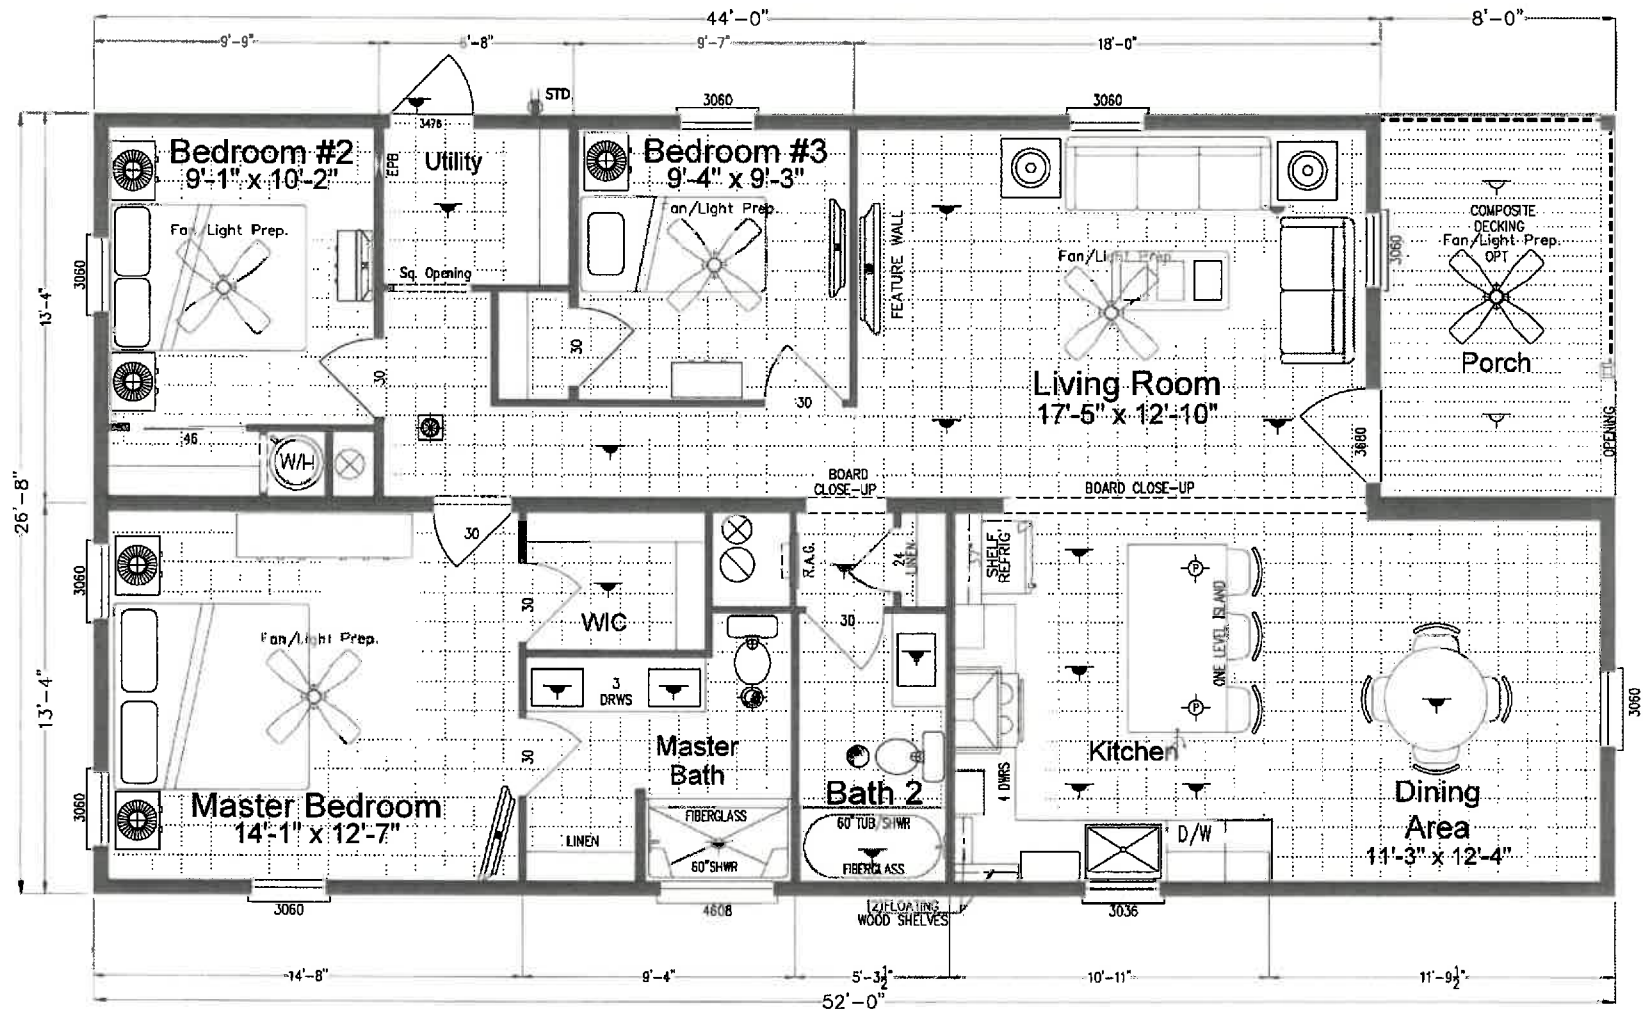 44'-0"
8'-0"
9'-9"
6'-8"
9'-7"
18'-0"
STD
3060
3060
3476
Bedroom #2
9'-1" x 10'-2"
EPB
Utility
Bedroom #3
9'-4" x 9'-3"
Fan/Light Prep.
Fan/Light Prep.
FEATURE WALL
COMPOSITE
DECKING
Fan/Light Prep.
OPT
Fan/Light Prep.
3060
3060
Sq. Opening
13'-4"
30
30
30
Porch
Living Room
17'-5" x 12'-10"
3680
OPENING
46
W/H
BOARD
CLOSE-UP
BOARD CLOSE-UP
26'-8"
30
R.A.G.
24
LINEN
SHELF
REFRIG
P
3060
30
WIC
30
ONE LEVEL ISLAND
Fan/Light Prep.
13'-4"
3
DRWS
P
3060
30
Master
Bath
Kitchen
4 DWRS
3060
Master Bedroom
14'-1" x 12'-7"
Bath 2
Dining
Area
11'-3" x 12'-4"
FIBERGLASS
60" TUB/SHWR
D/W
LINEN
60"SHWR
FIBERGLASS
3060
4608
(2)FLOATING
WOOD SHELVES
3036
14'-8"
9'-4"
5'-3½"
10'-11"
11'-9½"
52'-0"